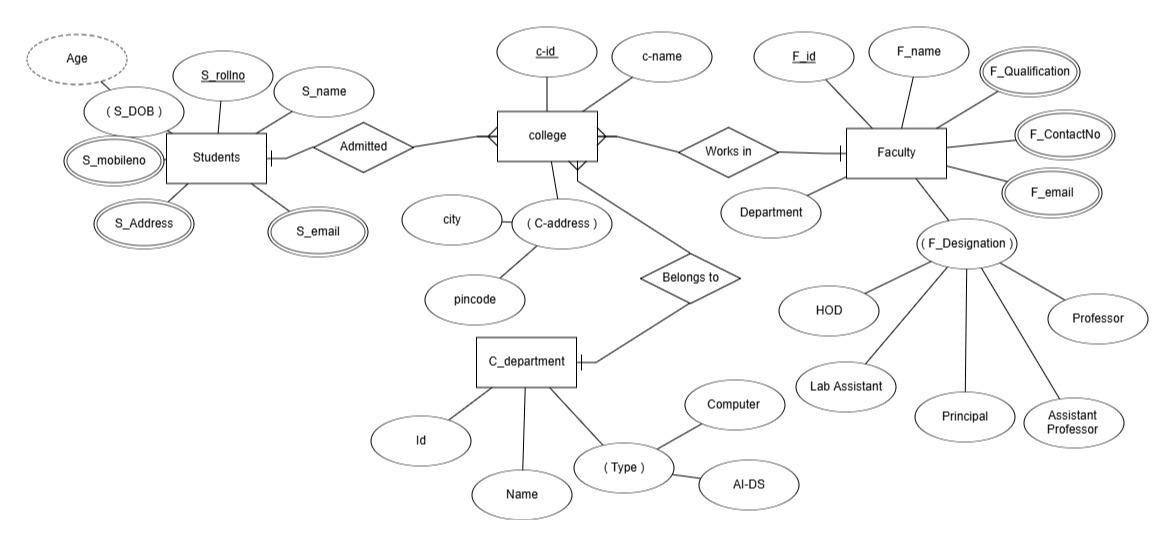 Age
S_rollno
( S_DOB )
S_name
S_mobileno
Students
S_Address
S_email
Admitted
c-id
c-name
college
city
( C-address )
pincode
Works in
F_id
F_name
F_Qualification
F_ContactNo
Faculty
F_email
Department
( F_Designation )
HOD
Professor
Lab Assistant
Principal
Assistant
Professor
Belongs to
C_department
Id
Name
( Type )
Computer
AI-DS